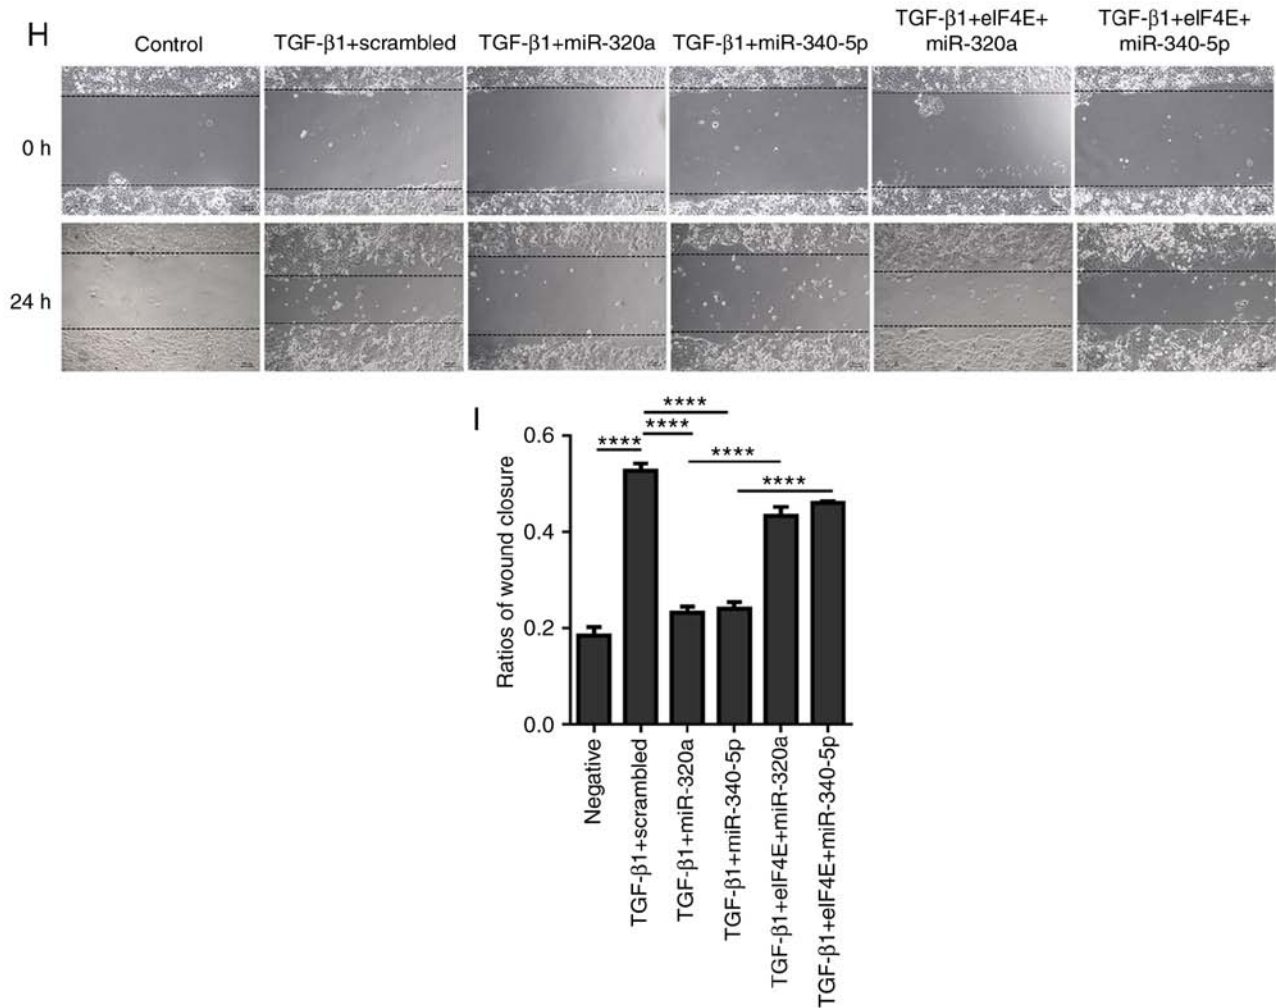 H
Control
TGF-β1+scrambled
TGF-β1+miR-320a
TGF-β1+miR-340-5p
TGF-β1+eIF4E+
miR-320a
TGF-β1+eIF4E+
miR-340-5p
0 h
24 h
I
****
****
****
****
****
Ratios of wound closure
0.6
0.4
0.2
0.0
Negative
TGF-β1+scrambled
TGF-β1+miR-320a
TGF-β1+miR-340-5p
TGF-β1+eIF4E+miR-320a
TGF-β1+eIF4E+miR-340-5p